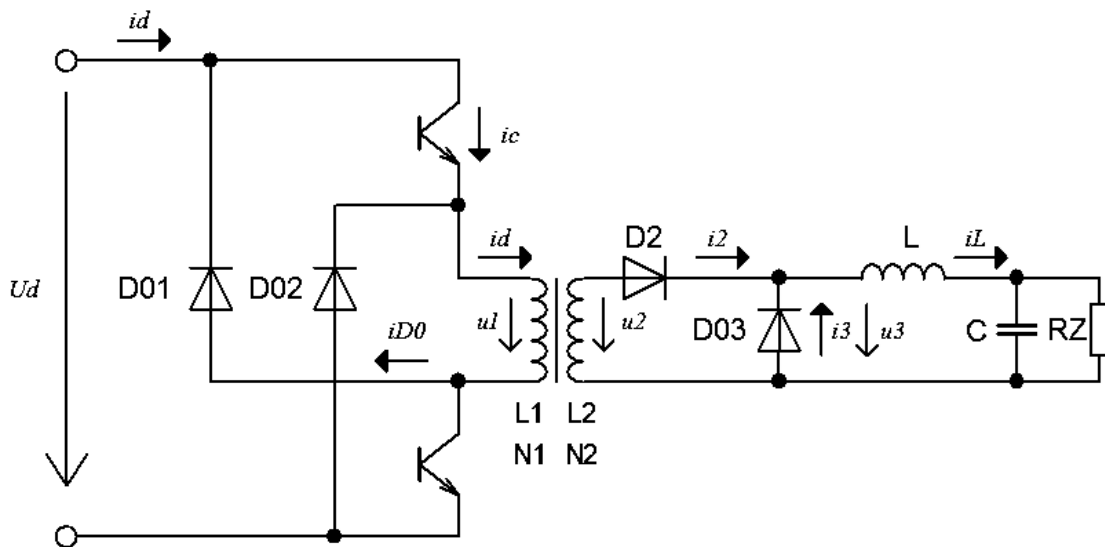 id
ic
Ud
D01
D02
iD0
id
u1
u2
D2
i2
L
iL
D03
i3
u3
C
RZ
L1
L2
N1
N2